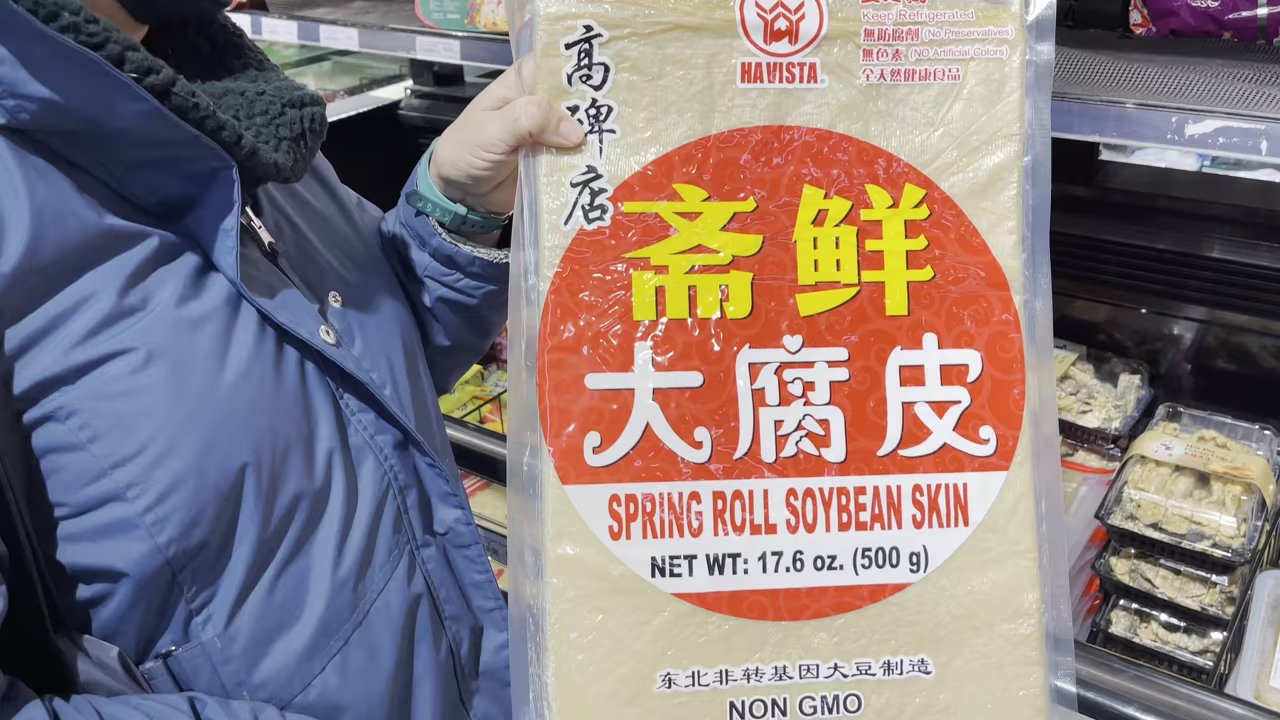 HAVISTA
Keep Refrigerated
無防腐劑 (No Preservatives)
無色素 (NO Artificial Colors)
全天然健康食品
高碑店
斋鲜
大腐皮
SPRING ROLL SOYBEAN SKIN
NET WT: 17.6 oz. (500 g)
东北非转基因大豆制造
NON GMO